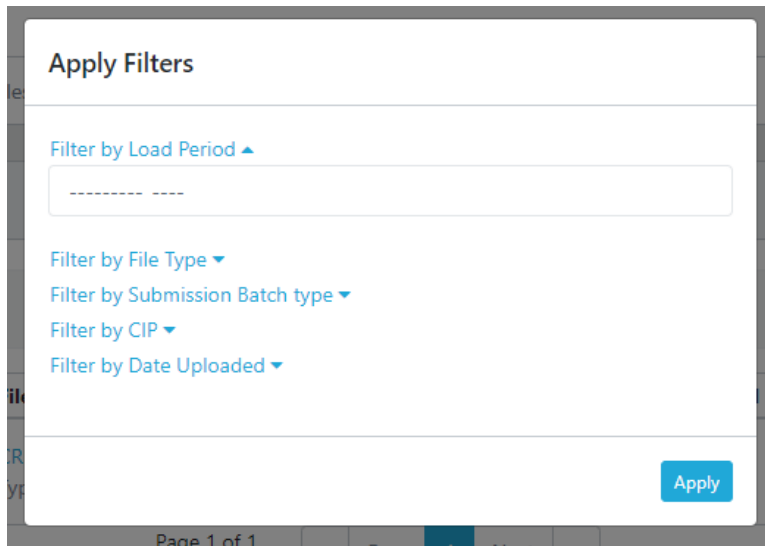 Apply Filters
Filter by Load Period
--------- ----
Filter by File Type
Filter by Submission Batch type
Filter by CIP
Filter by Date Uploaded
Apply
Page 1 of 1